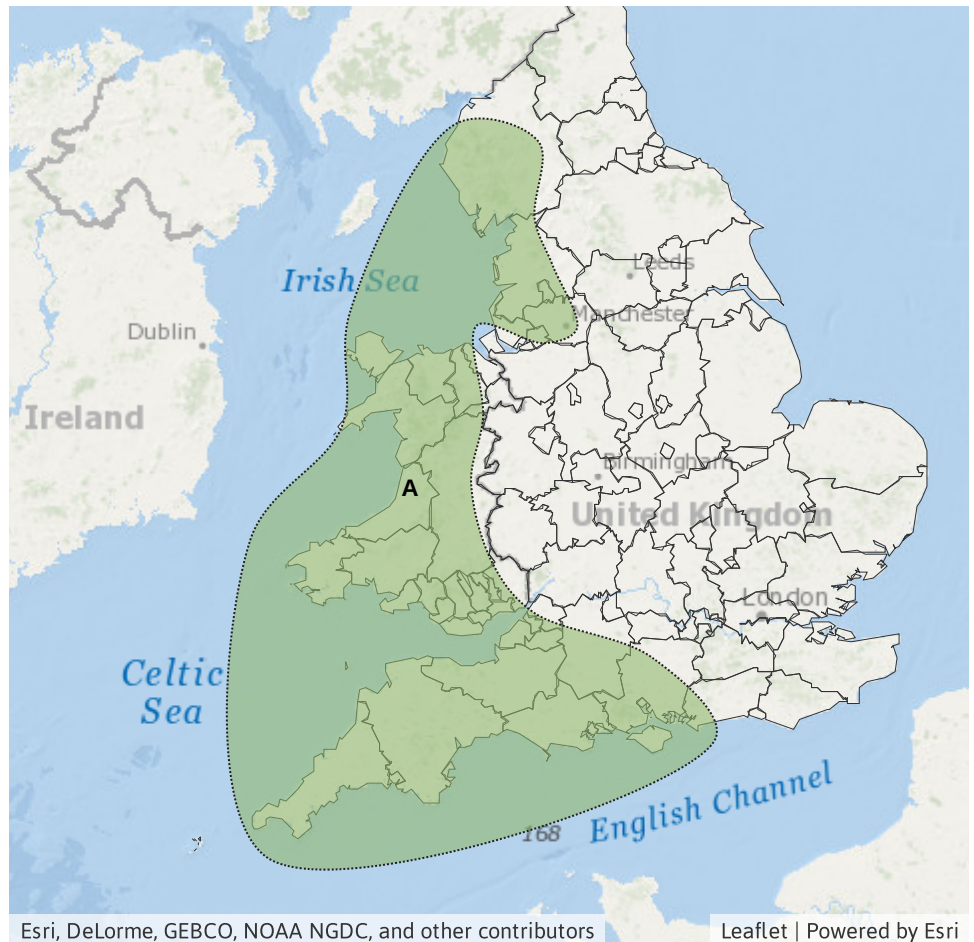 Leeds
Irish Sea
Manchester
Dublin
Ireland
Birmingham
A
United Kingdom
London
Celtic
Sea
English Channel
168
Esri, DeLorme, GEBCO, NOAA NGDC, and other contributors
Leaflet | Powered by Esri